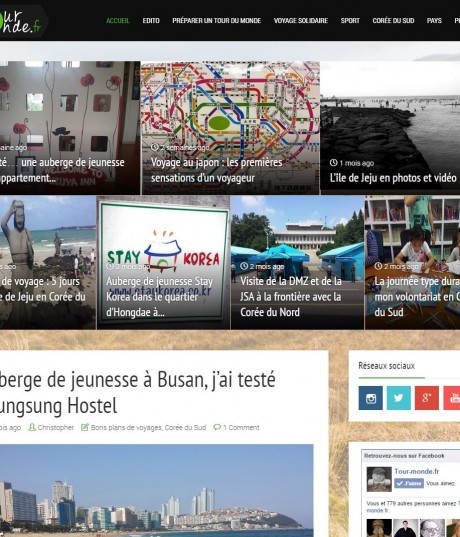 our
nde.fr
ACCUEIL EDITO PRÉPARER UN TOUR DU MONDE VOYAGE SOLIDAIRE SPORT CORÉE DU SUD PAYS
aine ago
té… une auberge de jeunesse
appartement...
2 semaines ago
Voyage au japon : les premières
sensations d'un voyageur
1 mois ago
L'île de Jeju en photos et vidéo
s ago
de voyage : 5 jours
e de Jeju en Corée du
STAY KOREA
www.staykorea.co.kr
2 mois ago
Auberge de jeunesse Stay
Korea dans le quartier
d'Hongdae à...
2 mois ago
Visite de la DMZ et de la
JSA à la frontière avec la
Corée du Nord
2 mois ago
La journée type dura
mon volontariat en C
du Sud
berge de jeunesse à Busan, j'ai testé
ungsung Hostel
ois ago Christopher Bons plans de voyages, Corée du Sud 1 Comment
Réseaux sociaux
Retrouvez-nous sur Facebook
Tour-monde.fr
J'aime Vous aimez
Vous et 779 autres personnes aimez T
monde.fr.